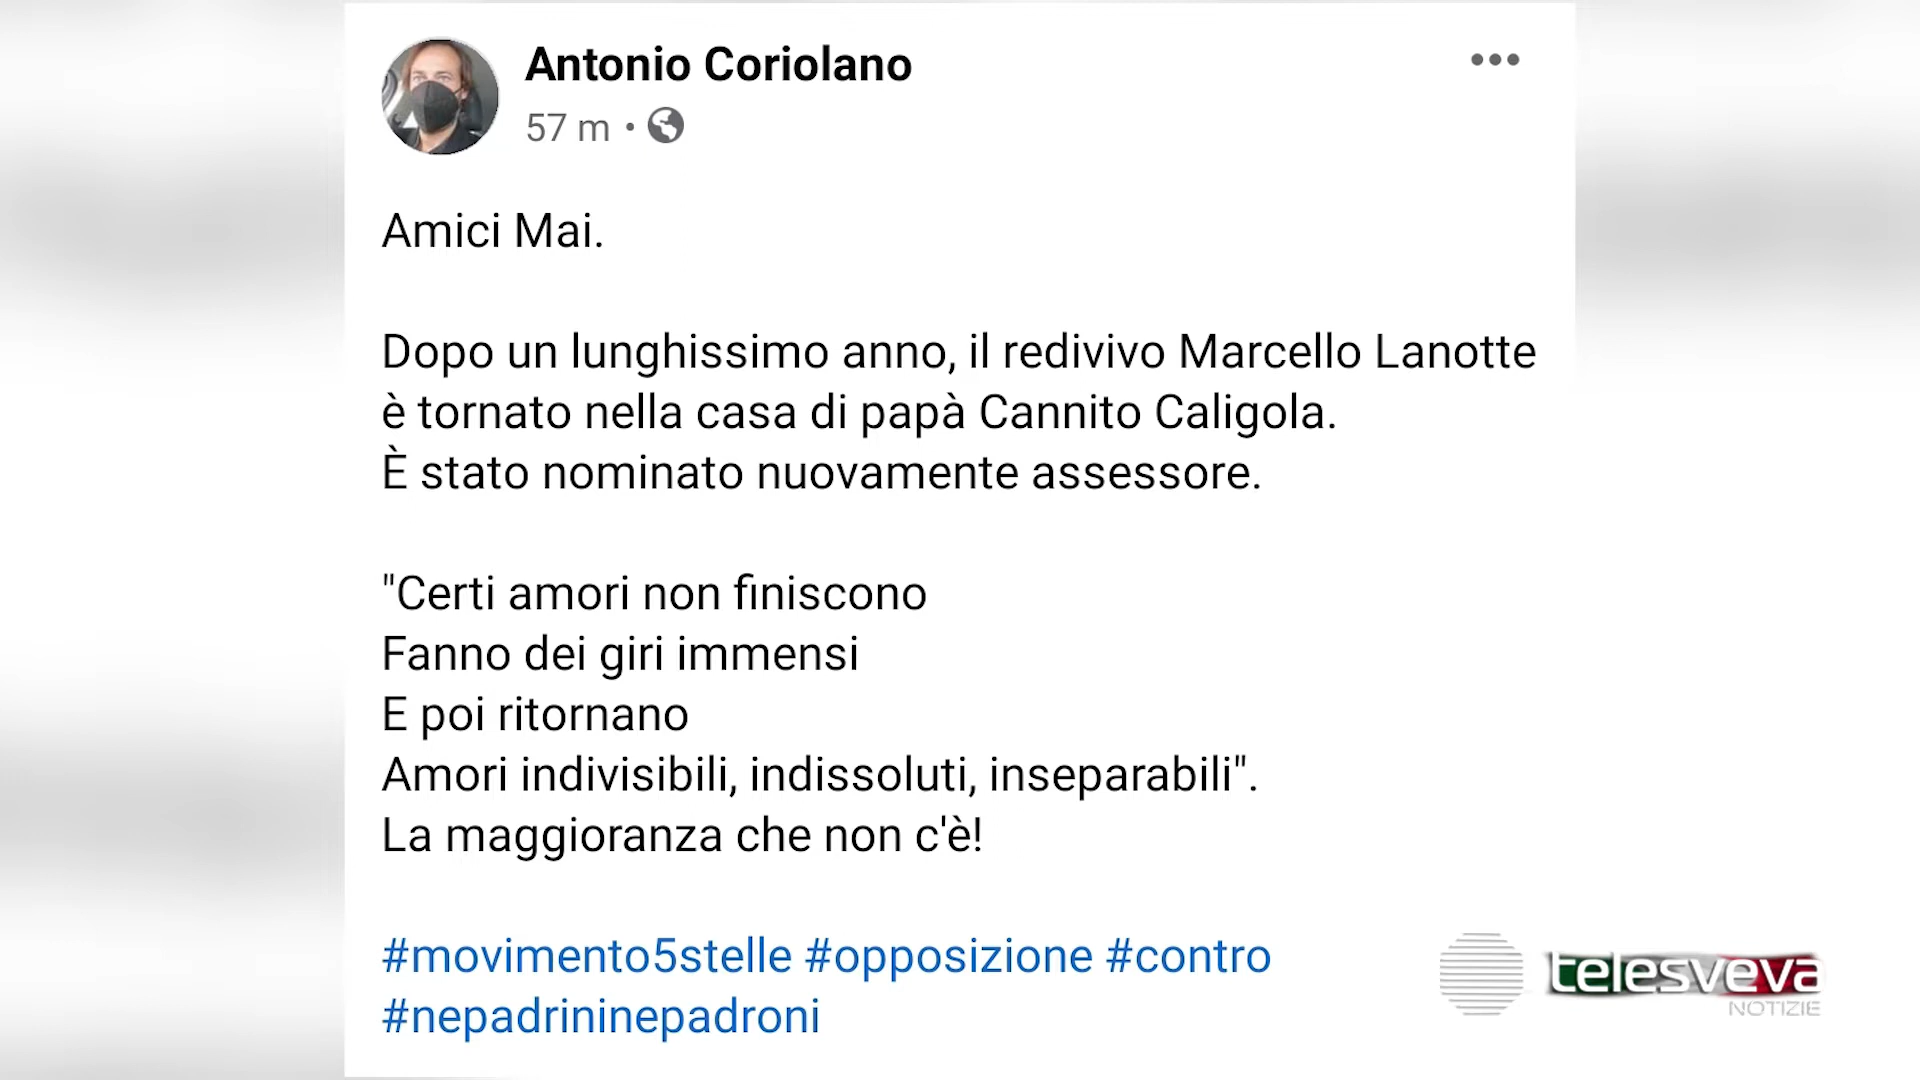 Antonio Coriolano
57 m •
Amici Mai.
Dopo un lunghissimo anno, il redivivo Marcello Lanotte
è tornato nella casa di papà Cannito Caligola.
È stato nominato nuovamente assessore.
"Certi amori non finiscono
Fanno dei giri immensi
E poi ritornano
Amori indivisibili, indissoluti, inseparabili".
La maggioranza che non c'è!
#movimento5stelle #opposizione #contro
#nepadrininepadroni
telesveva
NOTIZIE